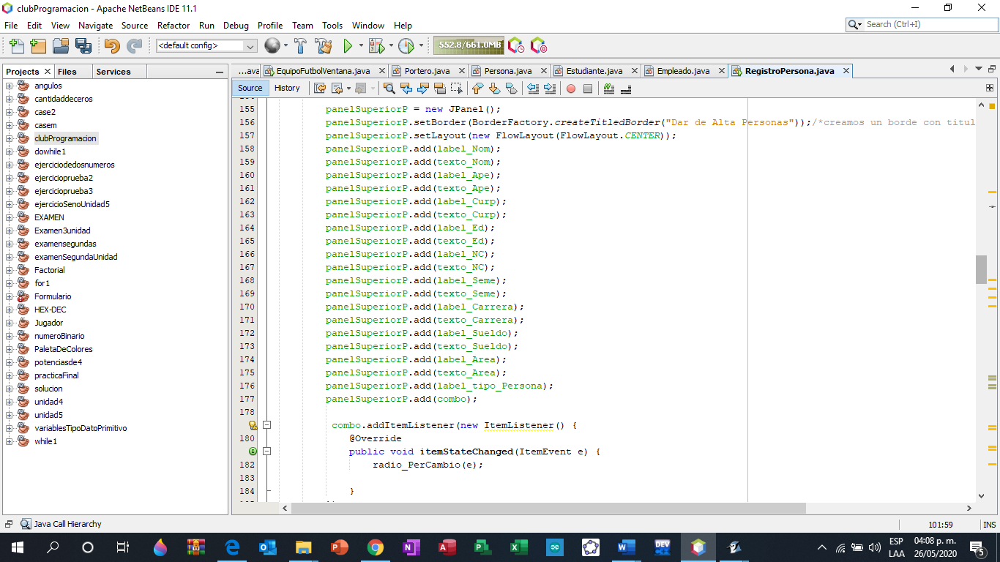 clubProgramacion - Apache NetBeans IDE 11.1
File Edit View Navigate Source Refactor Run Debug Profile Team Tools Window Help
Search (Ctrl+I)
<default config>
552.8/661.0MB
Projects Files Services
...ava EquipoFutbolVentana.java Portero.java Persona.java Estudiante.java Empleado.java RegistroPersona.java
Source History
angulos
cantidaddeceros
case2
casem
clubProgramacion
dowhile1
ejerciciodedosnumeros
ejercicioprueba2
ejercicioprueba3
ejercicioSenoUnidad5
EXAMEN
Examen3unidad
examensegundas
examenSegundaUnidad
Factorial
for1
Formulario
HEX-DEC
Jugador
numeroBinario
PaletaDeColores
potenciasde4
practicaFinal
solucion
unidad4
unidad5
variablesTipoDatoPrimitivo
while1
155 panelSuperiorP = new JPanel();
156 panelSuperiorP.setBorder(BorderFactory.createTitledBorder("Dar de Alta Personas"));/*creamos un borde con titul
157 panelSuperiorP.setLayout(new FlowLayout(FlowLayout.CENTER));
158 panelSuperiorP.add(label_Nom);
159 panelSuperiorP.add(texto_Nom);
160 panelSuperiorP.add(label_Ape);
161 panelSuperiorP.add(texto_Ape);
162 panelSuperiorP.add(label_Curp);
163 panelSuperiorP.add(texto_Curp);
164 panelSuperiorP.add(label_Ed);
165 panelSuperiorP.add(texto_Ed);
166 panelSuperiorP.add(label_NC);
167 panelSuperiorP.add(texto_NC);
168 panelSuperiorP.add(label_Seme);
169 panelSuperiorP.add(texto_Seme);
170 panelSuperiorP.add(label_Carrera);
171 panelSuperiorP.add(texto_Carrera);
172 panelSuperiorP.add(label_Sueldo);
173 panelSuperiorP.add(texto_Sueldo);
174 panelSuperiorP.add(label_Area);
175 panelSuperiorP.add(texto_Area);
176 panelSuperiorP.add(label_tipo_Persona);
177 panelSuperiorP.add(combo);
178
combo.addItemListener(new ItemListener() {
180 @Override
public void itemStateChanged(ItemEvent e) {
182 radio_PerCambio(e);
183
184 }
Java Call Hierarchy
101:59 INS
ESP 04:08 p. m.
LAA 26/05/2020
5